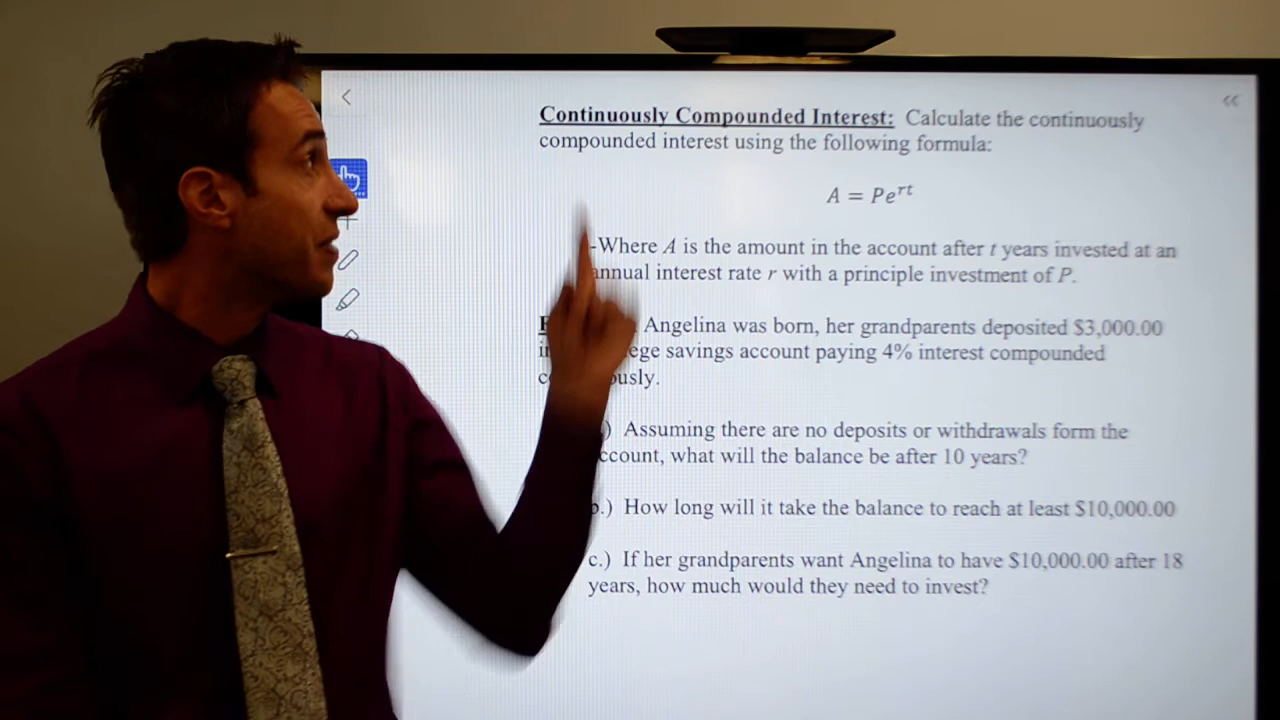 Continuously Compounded Interest: Calculate the continuously
compounded interest using the following formula:
A = Pe^{rt}
-Where A is the amount in the account after t years invested at an
annual interest rate r with a principle investment of P.
Angelina was born, her grandparents deposited $3,000.00
savings account paying 4% interest compounded
) Assuming there are no deposits or withdrawals form the
what will the balance be after 10 years?
b.) How long will it take the balance to reach at least $10,000.00
c.) If her grandparents want Angelina to have $10,000.00 after 18
years, how much would they need to invest?